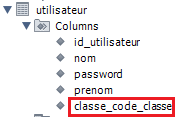 utilisateur
Columns
id_utilisateur
nom
password
prenom
classe_code_classe